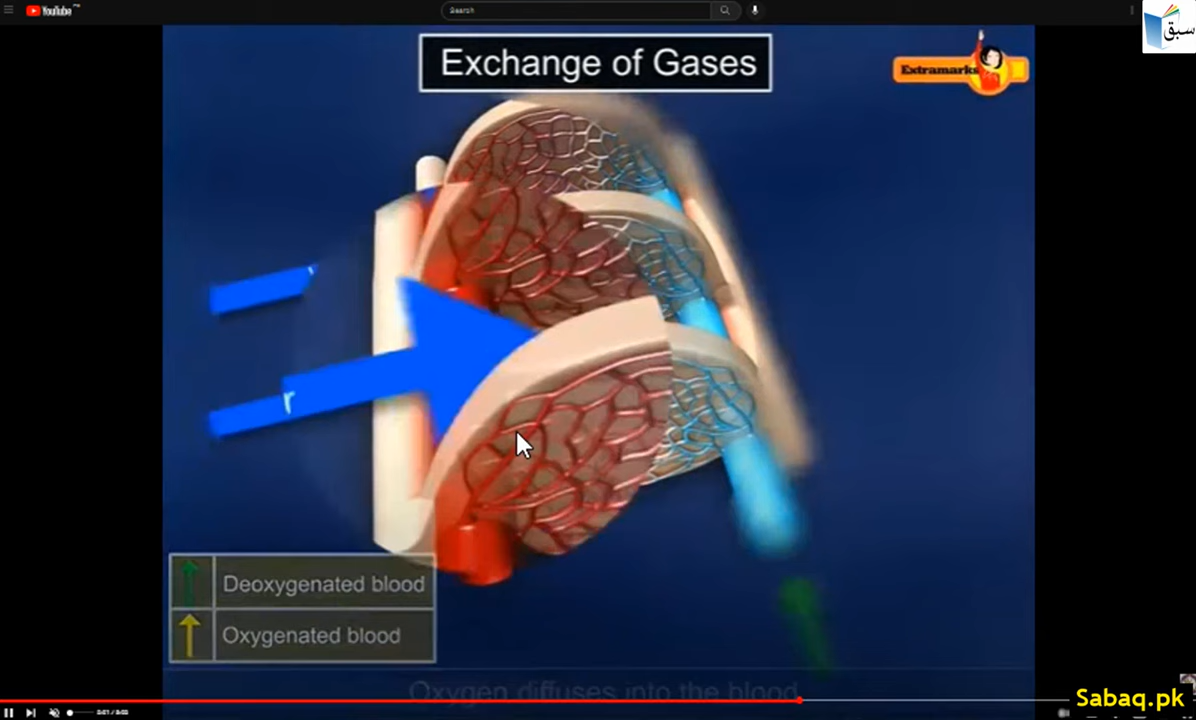 YouTube
Search
سبق
Exchange of Gases
Extramarks
Deoxygenated blood
Oxygenated blood
Oxygen diffuses into the blood
Sabaq.pk